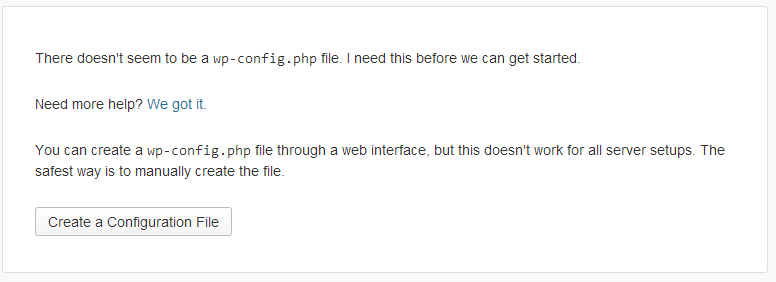 There doesn't seem to be a wp-config.php file. I need this before we can get started.
Need more help? We got it.
You can create a wp-config.php file through a web interface, but this doesn't work for all server setups. The
safest way is to manually create the file.
Create a Configuration File